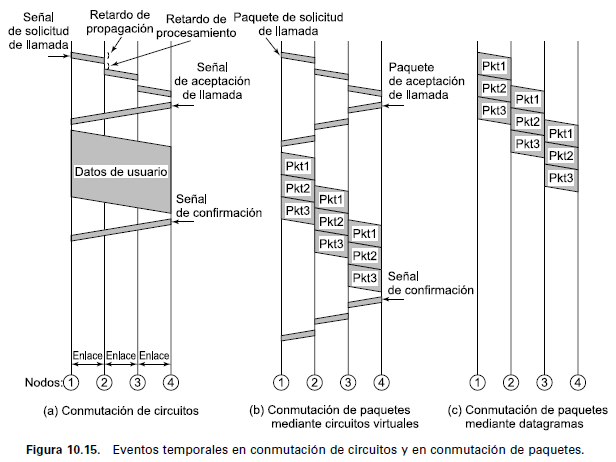 Señal
de solicitud
de llamada
Retardo de
propagación
Retardo de
procesamiento
Señal
de aceptación
de llamada
Datos de usuario
Señal
de confirmación
Enlace
Enlace
Enlace
Nodos:
1
2
3
4
(a) Conmutación de circuitos
Paquete de solicitud
de llamada
Paquete
de aceptación
de llamada
Pkt1
Pkt2
Pkt3
Pkt1
Pkt2
Pkt3
Pkt1
Pkt2
Pkt3
Señal
de confirmación
1
2
3
4
(b) Conmutación de paquetes
mediante circuitos virtuales
Pkt1
Pkt2
Pkt3
Pkt1
Pkt2
Pkt3
Pkt1
Pkt2
Pkt3
1
2
3
4
(c) Conmutación de paquetes
mediante datagramas
Figura 10.15. Eventos temporales en conmutación de circuitos y en conmutación de paquetes.